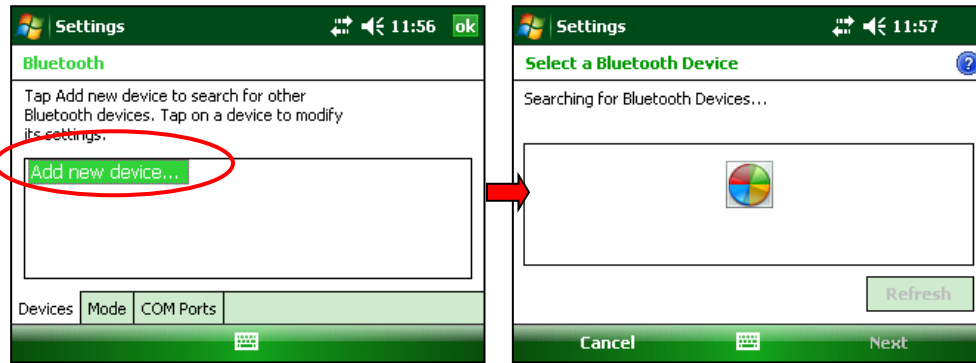 Settings 11:56 ok
Bluetooth
Tap Add new device to search for other
Bluetooth devices. Tap on a device to modify
its settings.
Add new device...
Devices Mode COM Ports
Settings 11:57
Select a Bluetooth Device ?
Searching for Bluetooth Devices...
Refresh
Cancel Next